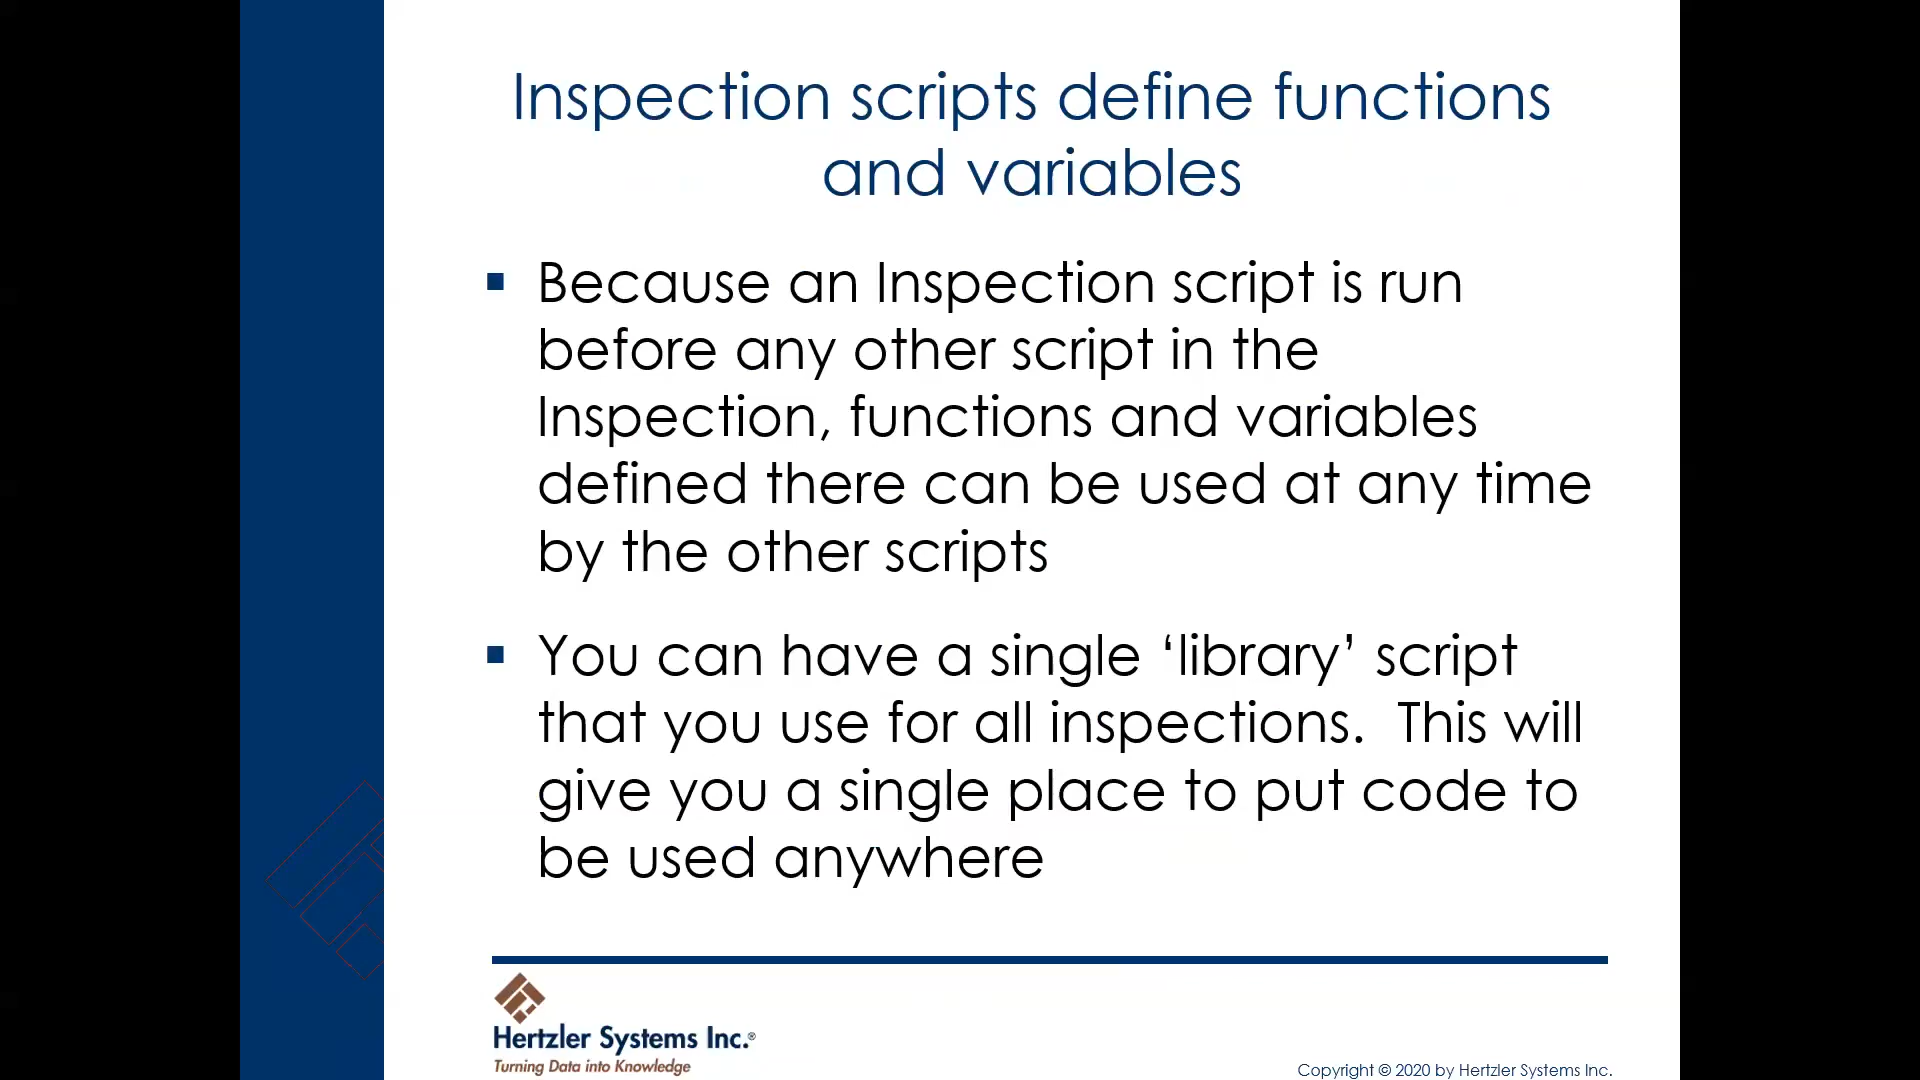 Inspection scripts define functions
and variables
▪ Because an Inspection script is run
before any other script in the
Inspection, functions and variables
defined there can be used at any time
by the other scripts
▪ You can have a single ‘library’ script
that you use for all inspections.  This will
give you a single place to put code to
be used anywhere
Hertzler Systems Inc.®
Turning Data into Knowledge
Copyright © 2020 by Hertzler Systems Inc.